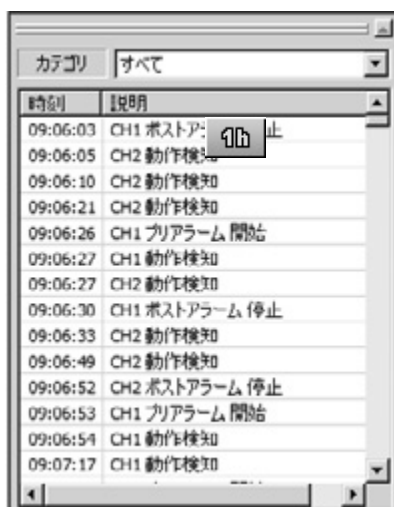 カテゴリ すべて
時刻 説明
09:06:03 CH1 ポストア 止
09:06:05 CH2 動作検知
09:06:10 CH2 動作検知
09:06:21 CH2 動作検知
09:06:26 CH1 プリアラーム 開始
09:06:27 CH1 動作検知
09:06:27 CH2 動作検知
09:06:30 CH1 ポストアラーム 停止
09:06:33 CH2 動作検知
09:06:49 CH2 動作検知
09:06:52 CH2 ポストアラーム 停止
09:06:53 CH1 プリアラーム 開始
09:06:54 CH1 動作検知
09:07:17 CH1 動作検知